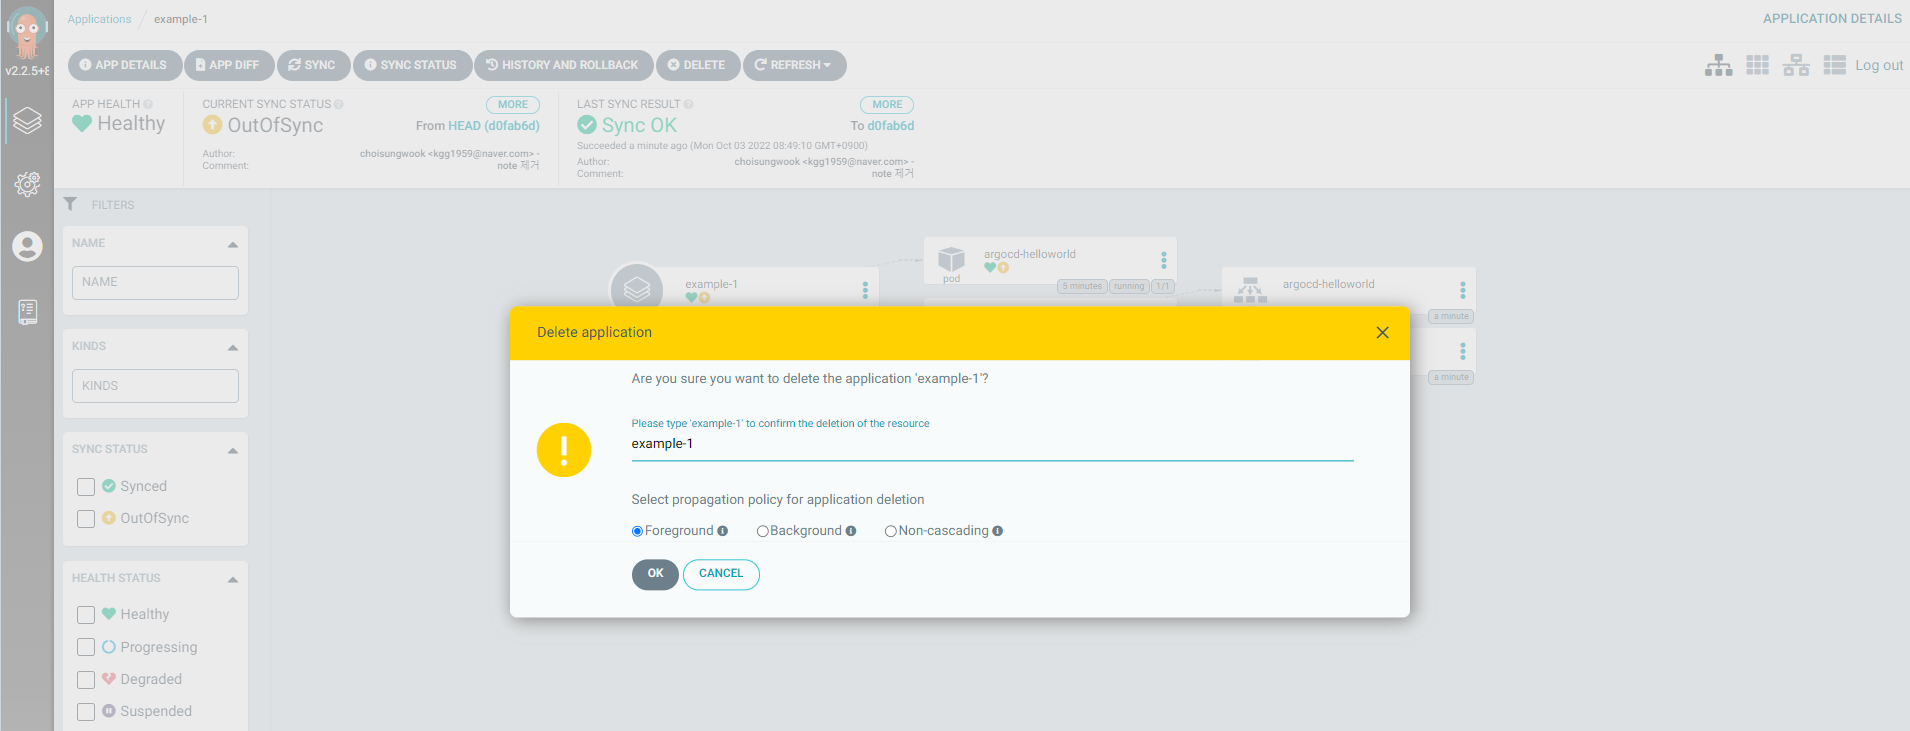 Applications / example-1
APPLICATION DETAILS
v2.2.5+8
APP DETAILS
APP DIFF
SYNC
SYNC STATUS
HISTORY AND ROLLBACK
DELETE
REFRESH
Log out
APP HEALTH
Healthy
CURRENT SYNC STATUS
MORE
OutOfSync
From HEAD (d0fab6d)
Author: choisungwook <kgg1959@naver.com> -
Comment: note 제거
LAST SYNC RESULT
MORE
Sync OK
To d0fab6d
Succeeded a minute ago (Mon Oct 03 2022 08:49:10 GMT+0900)
Author: choisungwook <kgg1959@naver.com> -
Comment: note 제거
FILTERS
NAME
NAME
KINDS
KINDS
SYNC STATUS
Synced
OutOfSync
HEALTH STATUS
Healthy
Progressing
Degraded
Suspended
example-1
argocd-helloworld
pod
5 minutes running 1/1
argocd-helloworld
a minute
a minute
Delete application
Are you sure you want to delete the application 'example-1'?
Please type 'example-1' to confirm the deletion of the resource
example-1
Select propagation policy for application deletion
Foreground Background Non-cascading
OK CANCEL